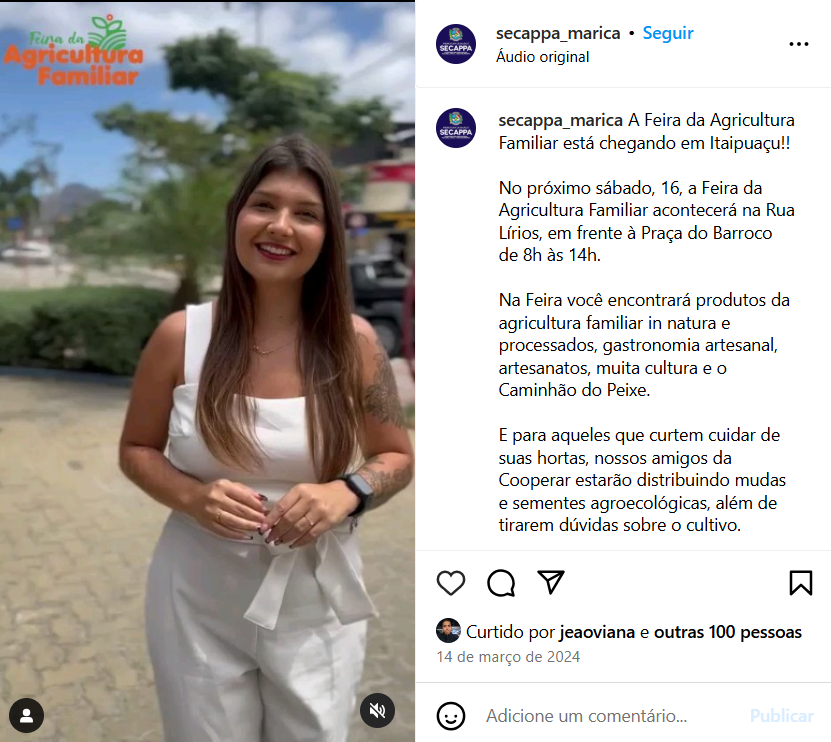 Feira da
Agricultura
Familiar
SECAPPA
secappa_marica • Seguir
Áudio original
SECAPPA
secappa_marica A Feira da Agricultura
Familiar está chegando em Itaipuaçu!!
No próximo sábado, 16, a Feira da
Agricultura Familiar acontecerá na Rua
Lírios, em frente à Praça do Barroco
de 8h às 14h.
Na Feira você encontrará produtos da
agricultura familiar in natura e
processados, gastronomia artesanal,
artesanatos, muita cultura e o
Caminhão do Peixe.
E para aqueles que curtem cuidar de
suas hortas, nossos amigos da
Cooperar estarão distribuindo mudas
e sementes agroecológicas, além de
tirarem dúvidas sobre o cultivo.
Curtido por jeaoviana e outras 100 pessoas
14 de março de 2024
Adicione um comentário...
Publicar